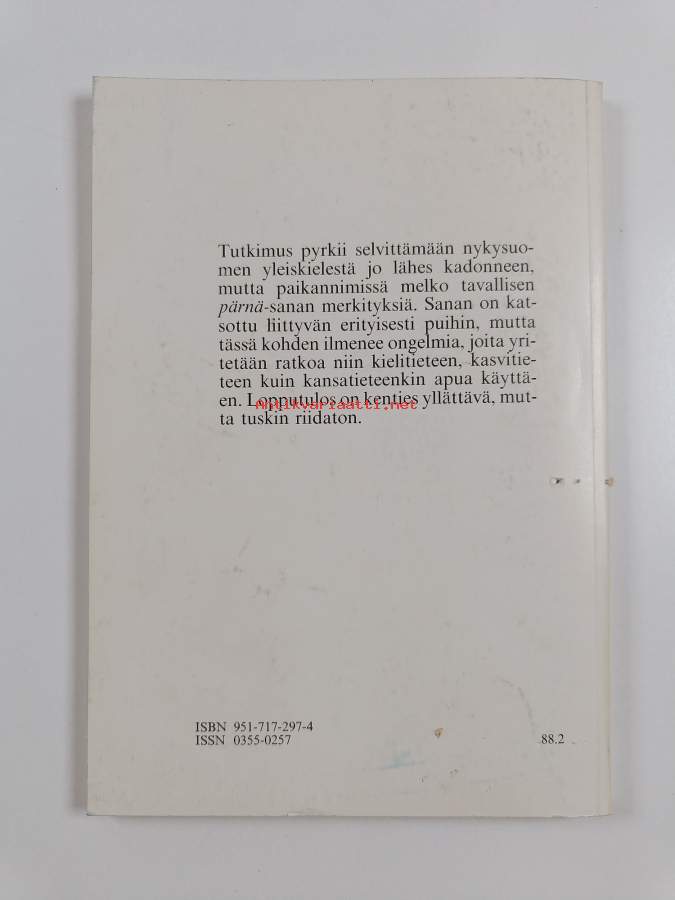 Tutkimus pyrkii selvittämään nykysuo-
men yleiskielestä jo lähes kadonneen,
mutta paikannimissä melko tavallisen
pärnä-sanan merkityksiä. Sanan on kat-
sottu liittyvän erityisesti puihin, mutta
tässä kohden ilmenee ongelmia, joita yri-
tetään ratkoa niin kielitieteen, kasvitie-
teen kuin kansatieteenkin apua käyttä-
en. Lopputulos on kenties yllättävä, mut-
Antikvariaatti.net
ta tuskin riidaton.
ISBN 951-717-297-4
ISSN 0355-0257
88.2